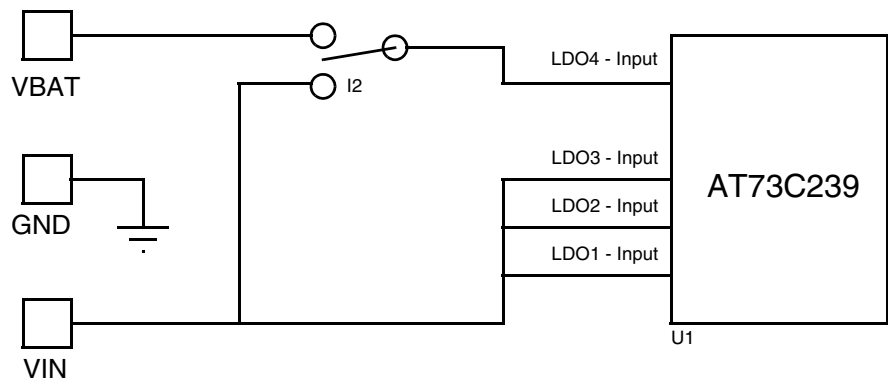 LDO4 - Input
VBAT
I2
LDO3 - Input
AT73C239
LDO2 - Input
GND
LDO1 - Input
U1
VIN